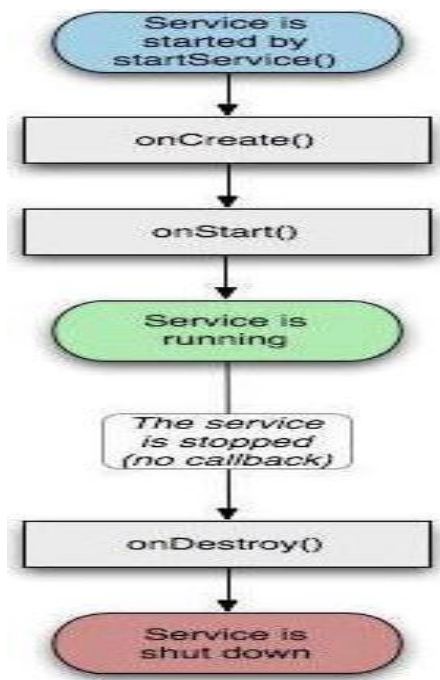 Service is
started by
startService()
onCreate()
onStart()
Service is
running
The service
is stopped
(no callback)
onDestroy()
Service is
shut down